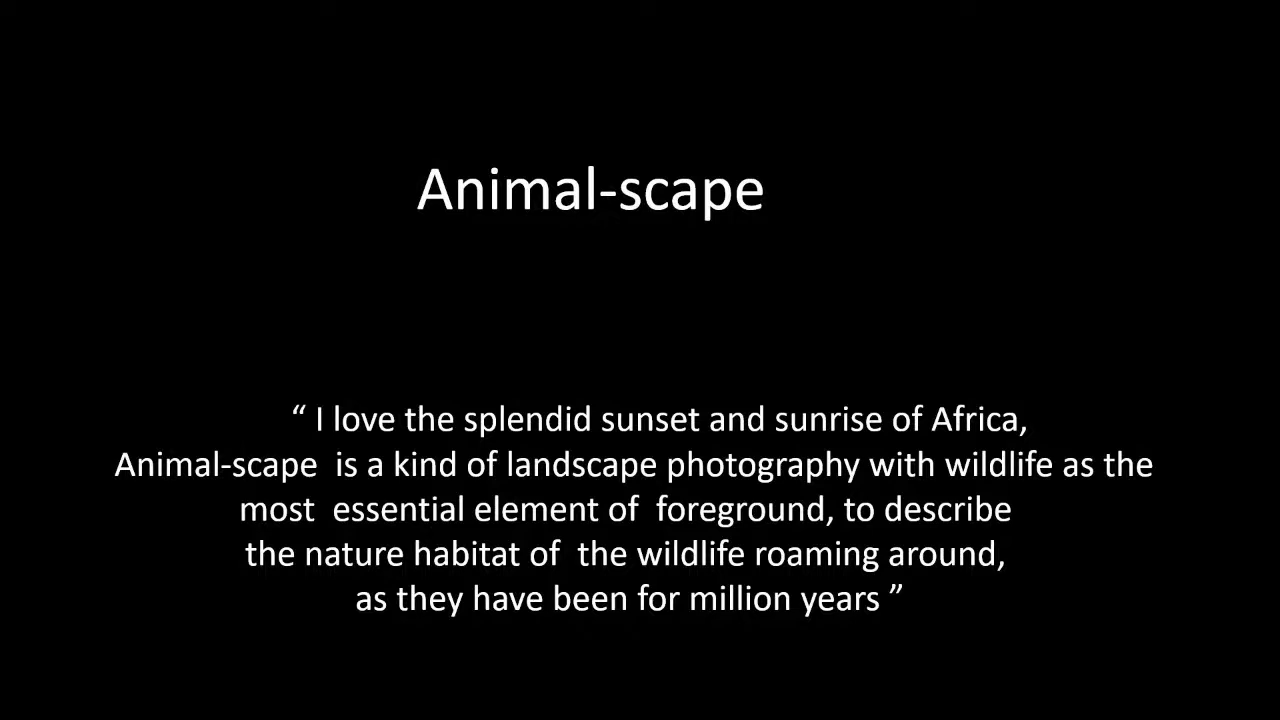 Animal-scape
“ I love the splendid sunset and sunrise of Africa,
Animal-scape  is a kind of landscape photography with wildlife as the
most  essential element of  foreground, to describe
the nature habitat of  the wildlife roaming around,
as they have been for million years ”